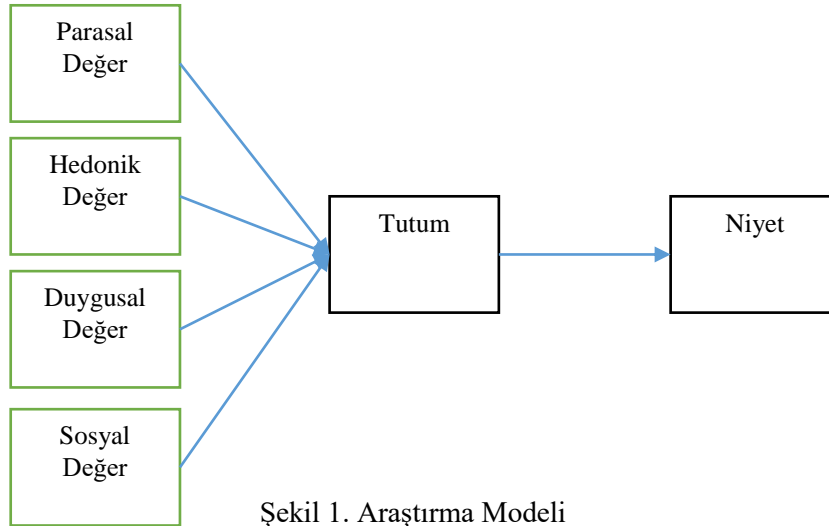 Parasal
Değer
Hedonik
Değer
Duygusal
Değer
Sosyal
Değer
Tutum
Niyet
Şekil 1. Araştırma Modeli